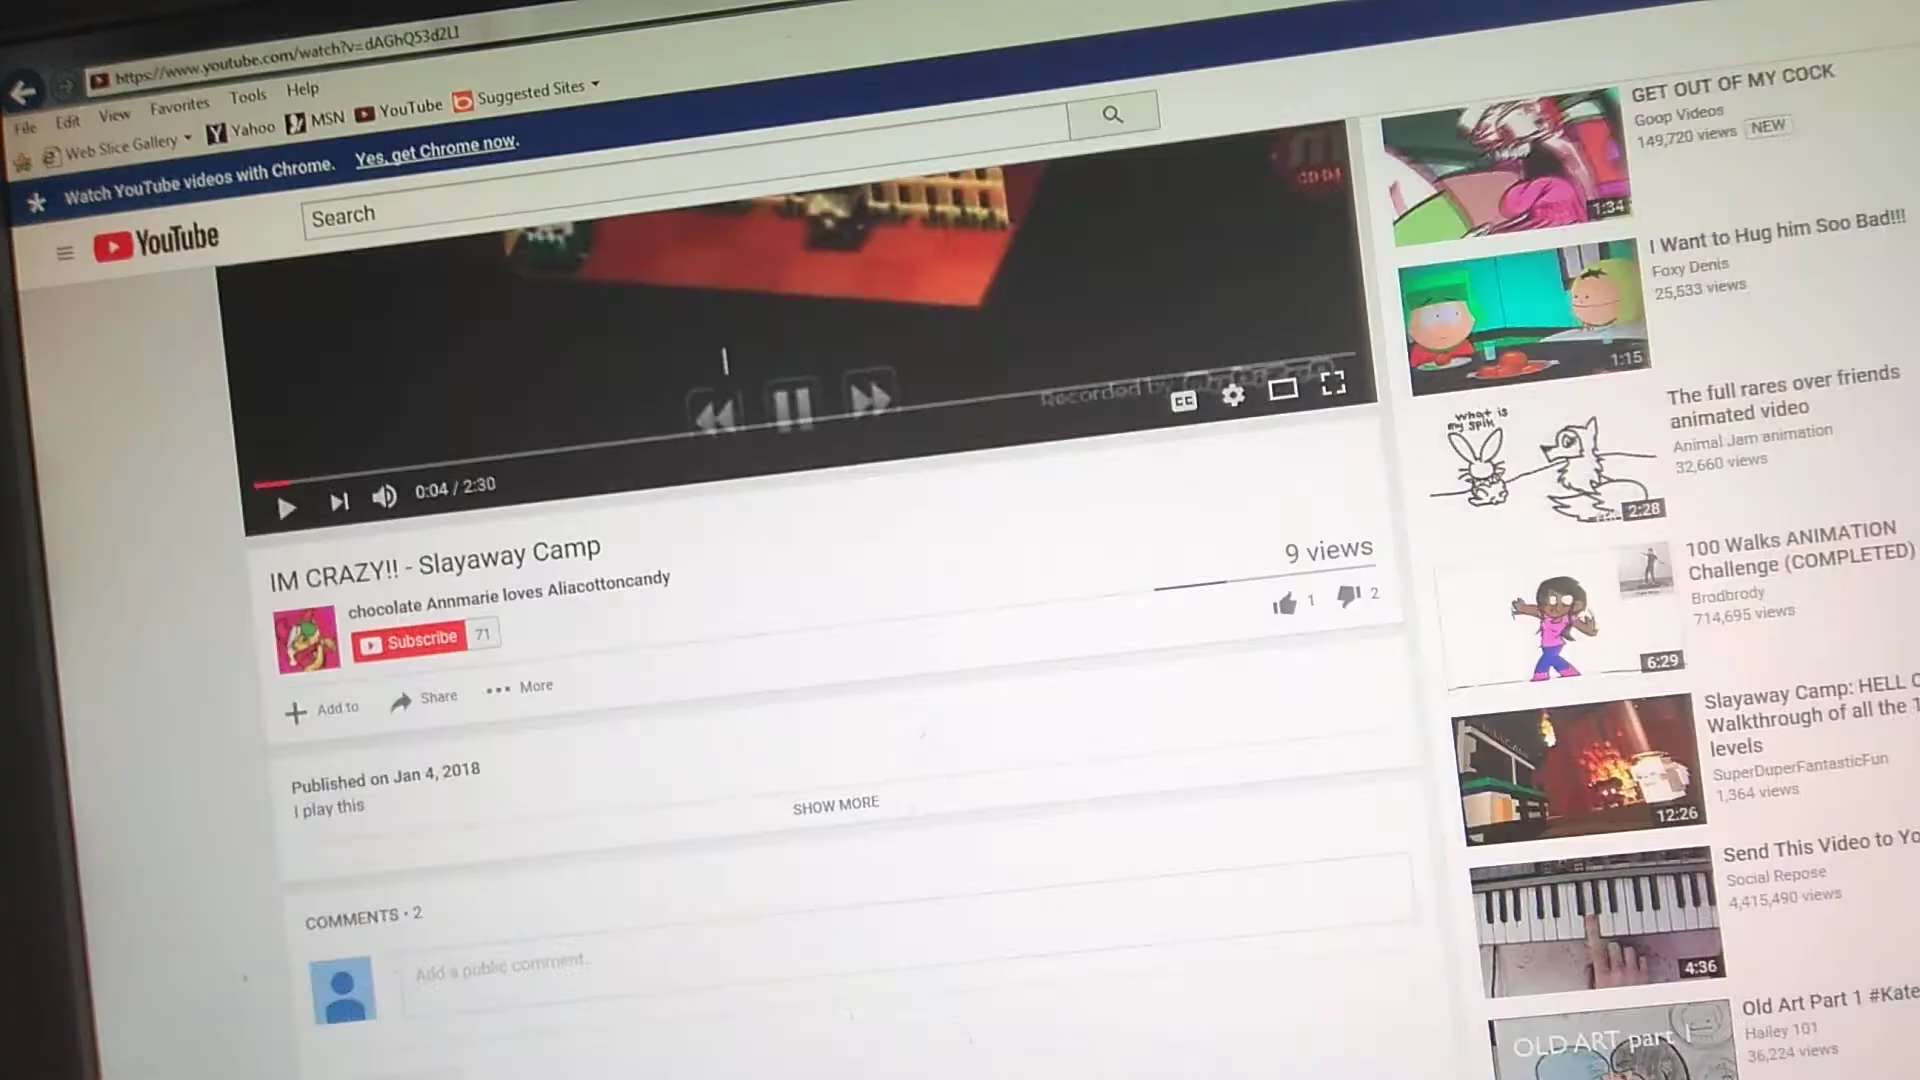 https://www.youtube.com/watch?v=dAGhQ53d2LI
File Edit View Favorites Tools Help
Web Slice Gallery Yahoo MSN YouTube Suggested Sites
Watch YouTube videos with Chrome. Yes, get Chrome now.
YouTube
Search
Recorded by
CC
0:04 / 2:30
IM CRAZY!! - Slayaway Camp
chocolate Annmarie loves Aliacottoncandy
Subscribe 71
9 views
1 2
Add to Share More
Published on Jan 4, 2018
I play this
SHOW MORE
COMMENTS • 2
Add a public comment..
GET OUT OF MY COCK
Goop Videos
149,720 views NEW
1:34
I Want to Hug him Soo Bad!!!
Foxy Denis
25,533 views
1:15
The full rares over friends
animated video
Animal Jam animation
32,660 views
what is
my spik
2:28
100 Walks ANIMATION
Challenge (COMPLETED)
Brodbrody
714,695 views
6:29
Slayaway Camp: HELL
Walkthrough of all the
levels
SuperDuperFantasticFun
1,364 views
12:26
Send This Video to Yo
Social Repose
4,415,490 views
4:36
Old Art Part 1 #Kate
Hailey 101
36,224 views
OLD ART part 1